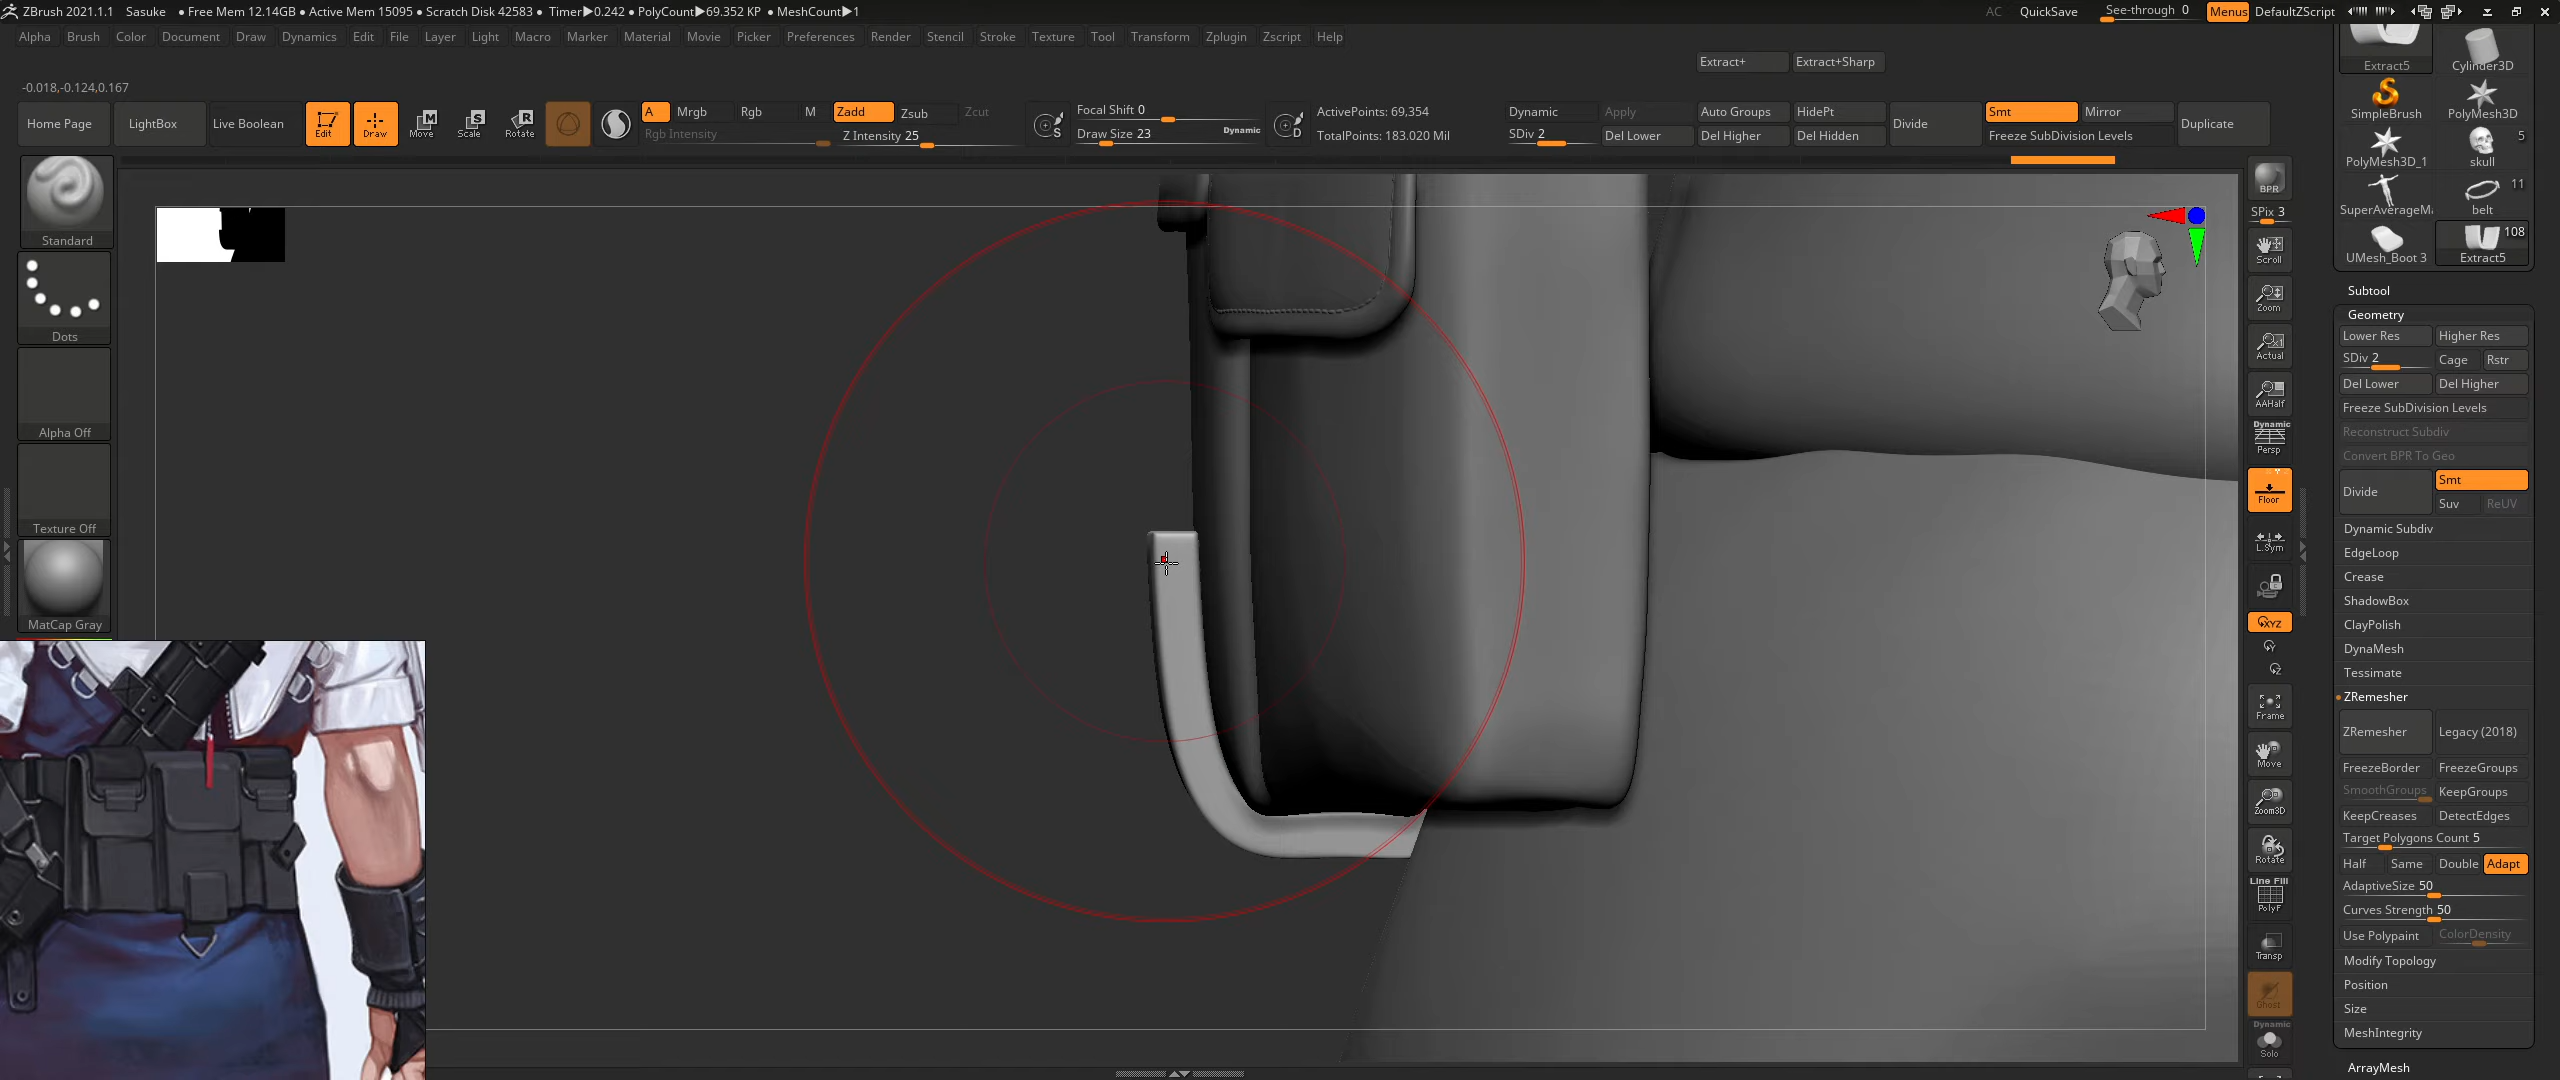 ZBrush 2021.1.1 Sasuke • Free Mem 12.14GB • Active Mem 15095 • Scratch Disk 42583 • Timer▶0.242 • PolyCount▶69.352 KP • MeshCount▶1 AC QuickSave See-through 0 Menus DefaultZScript
Alpha Brush Color Document Draw Dynamics Edit File Layer Light Macro Marker Material Movie Picker Preferences Render Stencil Stroke Texture Tool Transform Zplugin Zscript Help
Extract+ Extract+Sharp
-0.018,-0.124,0.167
Home Page LightBox Live Boolean Edit Draw Move Scale Rotate
A Mrgb Rgb M Zadd Zsub Zcut
Rgb Intensity Z Intensity 25
Focal Shift 0
Draw Size 23 Dynamic
ActivePoints: 69,354
TotalPoints: 183.020 Mil
Dynamic Apply Auto Groups HidePt Divide Smt Mirror Duplicate
SDiv 2 Del Lower Del Higher Del Hidden Freeze SubDivision Levels
Standard
Dots
Alpha Off
Texture Off
MatCap Gray
BPR
SPix 3
Scroll
Zoom
Actual
AAHalf
Dynamic
Persp
Floor
L.Sym
XYZ
Frame
Move
Zoom3D
Rotate
Line Fill
PolyF
Transp
Ghost
Dynamic
Solo
Extract5 Cylinder3D
SimpleBrush PolyMesh3D
5
PolyMesh3D_1 skull
11
SuperAverageM belt
108
UMesh_Boot 3 Extract5
Subtool
Geometry
Lower Res Higher Res
SDiv 2 Cage Rstr
Del Lower Del Higher
Freeze SubDivision Levels
Reconstruct Subdiv
Convert BPR To Geo
Divide Smt
Suv ReUV
Dynamic Subdiv
EdgeLoop
Crease
ShadowBox
ClayPolish
DynaMesh
Tessimate
ZRemesher
ZRemesher Legacy (2018)
FreezeBorder FreezeGroups
SmoothGroups KeepGroups
KeepCreases DetectEdges
Target Polygons Count 5
Half Same Double Adapt
AdaptiveSize 50
Curves Strength 50
Use Polypaint ColorDensity
Modify Topology
Position
Size
MeshIntegrity
ArrayMesh